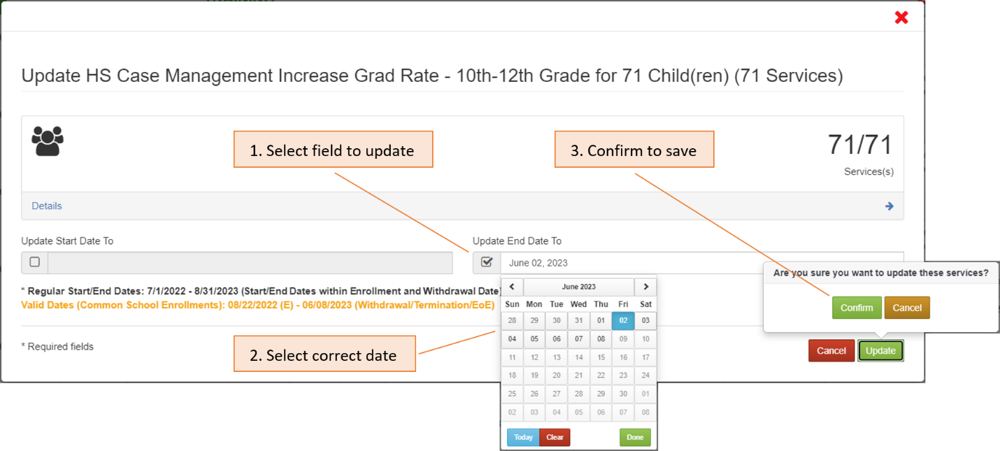 Update HS Case Management Increase Grad Rate - 10th-12th Grade for 71 Child(ren) (71 Services)
1. Select field to update
3. Confirm to save
71/71
Services(s)
Details
Update Start Date To
Update End Date To
June 02, 2023
* Regular Start/End Dates: 7/1/2022 - 8/31/2023 (Start/End Dates within Enrollment and Withdrawal Date)
Valid Dates (Common School Enrollments): 08/22/2022 (E) - 06/08/2023 (Withdrawal/Termination/EoE)
* Required fields
2. Select correct date
June 2023
Sun Mon Tue Wed Thu Fri Sat
28 29 30 31 01 02 03
04 05 06 07 08 09 10
11 12 13 14 15 16 17
18 19 20 21 22 23 24
25 26 27 28 29 30 01
02 03 04 05 06 07 08
Today Clear Done
Are you sure you want to update these services?
Confirm Cancel
Cancel Update